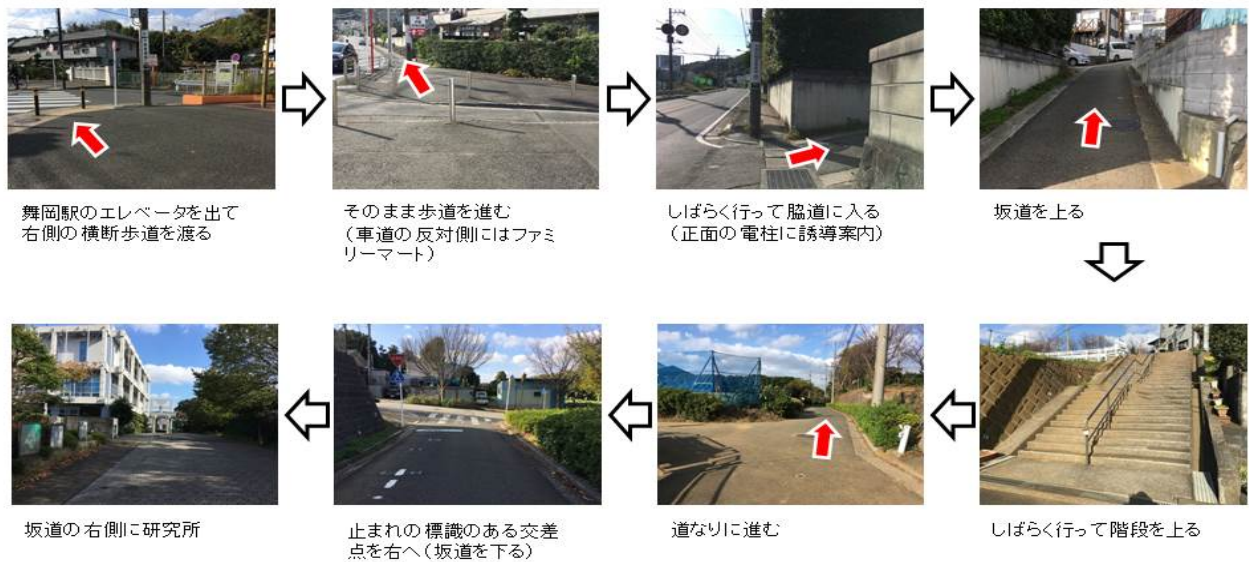 舞岡駅のエレベータを出て
右側の横断歩道を渡る
そのまま歩道を進む
(車道の反対側にはファミ
リーマート)
しばらく行って脇道に入る
(正面の電柱に誘導案内)
坂道を上る
しばらく行って階段を上る
道なりに進む
止まれの標識のある交差
点を右へ(坂道を下る)
坂道の右側に研究所